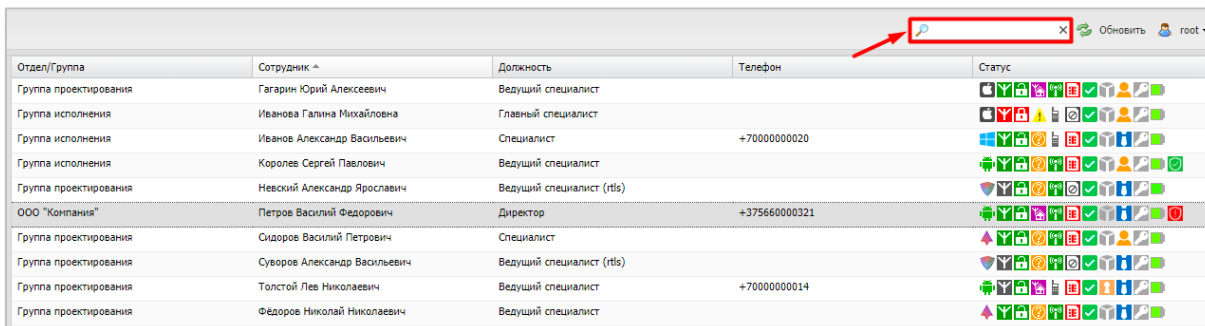 Обновить root
Отдел/Группа Сотрудник Должность Телефон Статус
Группа проектирования Гагарин Юрий Алексеевич Ведущий специалист
Группа исполнения Иванова Галина Михайловна Главный специалист
Группа исполнения Иванов Александр Васильевич Специалист +70000000020
Группа исполнения Королев Сергей Павлович Ведущий специалист
Группа проектирования Невский Александр Ярославич Ведущий специалист (rtls)
ООО "Компания" Петров Василий Федорович Директор +375660000321
Группа проектирования Сидоров Василий Петрович Специалист
Группа проектирования Суворов Александр Васильевич Ведущий специалист (rtls)
Группа проектирования Толстой Лев Николаевич Ведущий специалист +70000000014
Группа проектирования Фёдоров Николай Николаевич Ведущий специалист